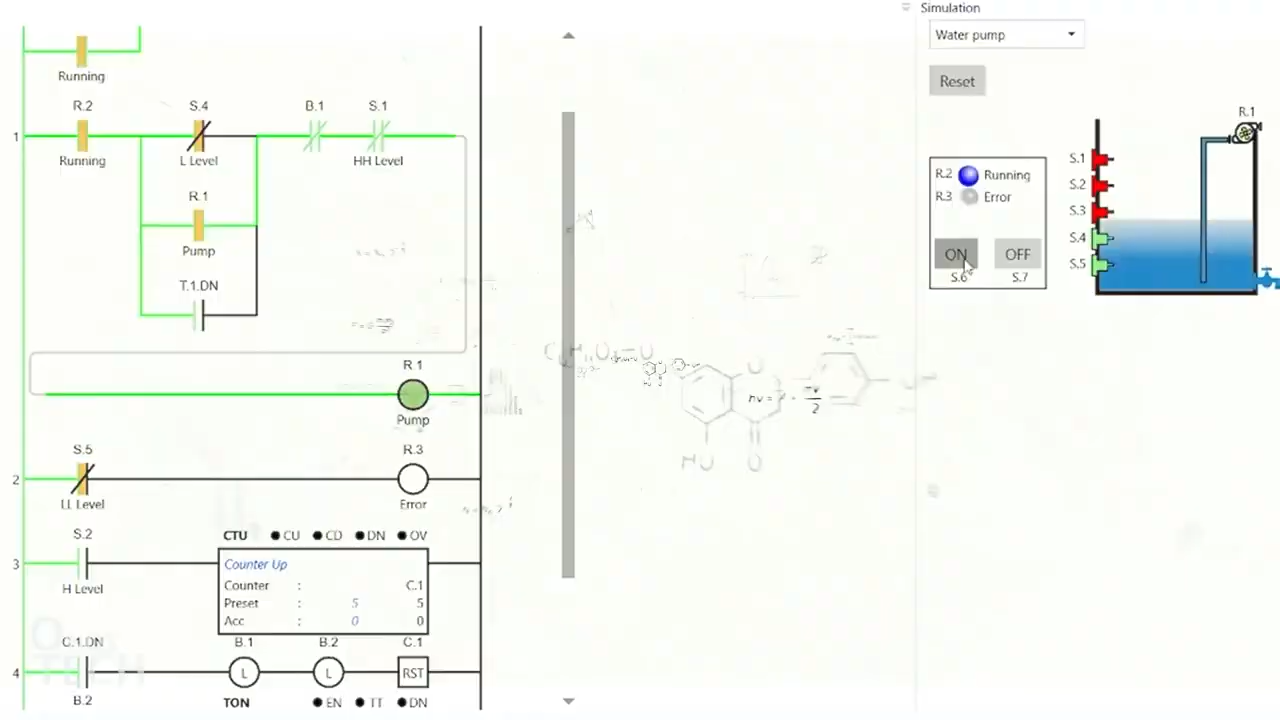 Simulation
Water pump
Reset
Running
R.2 S.4 B.1 S.1
1
Running L Level HH Level
R.1
Pump
T.1.DN
R.1
Pump
S.5 R.3
2
LL Level Error
S.2 CTU CU CD DN OV
3
H Level
Counter Up
Counter : C.1
Preset : 5 5
Acc : 0 0
C.1.DN B.1 B.2 C.1
4
L L RST
B.2 TON EN TT DN
R.1
S.1
S.2
S.3
S.4
S.5
R.2 Running
R.3 Error
ON OFF
S.6 S.7
HO
O
O
TECH